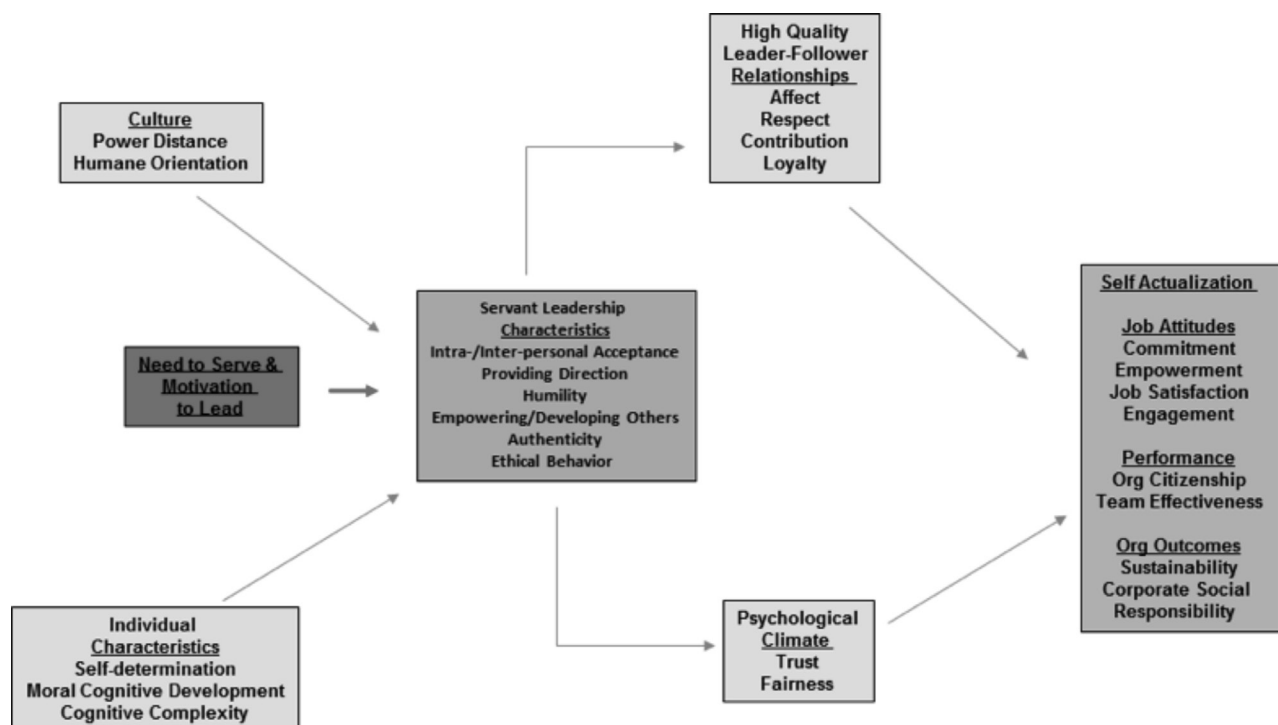 Culture
Power Distance
Humane Orientation
Need to Serve &
Motivation
to Lead
Individual
Characteristics
Self-determination
Moral Cognitive Development
Cognitive Complexity
Servant Leadership
Characteristics
Intra-/Inter-personal Acceptance
Providing Direction
Humility
Empowering/Developing Others
Authenticity
Ethical Behavior
High Quality
Leader-Follower
Relationships
Affect
Respect
Contribution
Loyalty
Psychological
Climate
Trust
Fairness
Self Actualization
Job Attitudes
Commitment
Empowerment
Job Satisfaction
Engagement
Performance
Org Citizenship
Team Effectiveness
Org Outcomes
Sustainability
Corporate Social
Responsibility